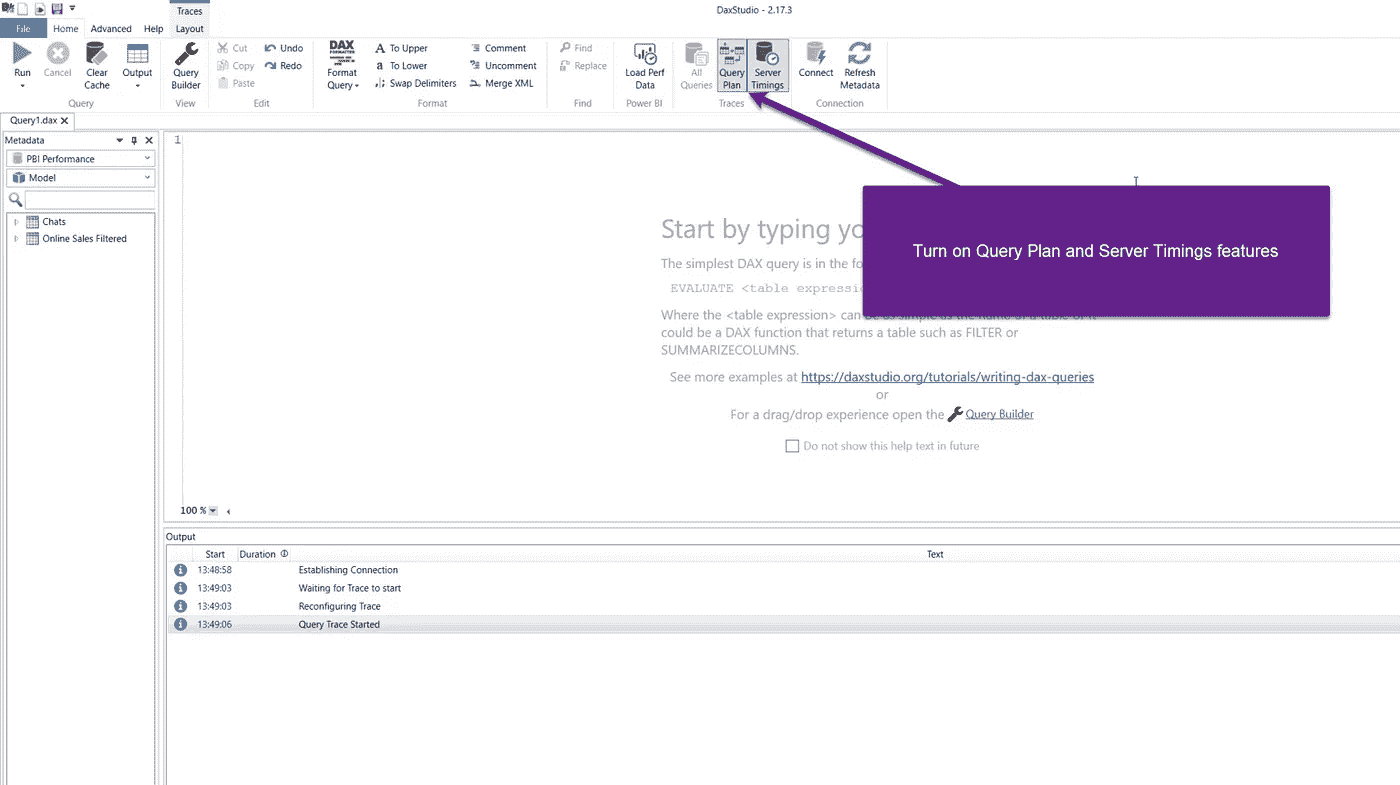 DaxStudio - 2.17.3
Traces
File Home Advanced Help Layout
Run
Cancel
Clear
Cache
Output
Query
Query
Builder
View
Cut
Copy
Paste
Undo
Redo
Edit
DAX
FORMATTER
Format
Query
To Upper
To Lower
Swap Delimiters
Comment
Uncomment
Merge XML
Format
Find
Replace
Find
Load Perf
Data
Power BI
All
Queries
Query
Plan
Server
Timings
Traces
Connect
Refresh
Metadata
Connection
Query1.dax
Metadata
PBI Performance
Model
Chats
Online Sales Filtered
1
Start by typing yo
The simplest DAX query is in the fo
EVALUATE <table expressi
Where the <table expression> can
could be a DAX function that returns a table such as FILTER or
SUMMARIZECOLUMNS.
See more examples at https://daxstudio.org/tutorials/writing-dax-queries
or
For a drag/drop experience open the Query Builder
Do not show this help text in future
Turn on Query Plan and Server Timings features
100 %
Output
Start Duration Text
13:48:58 Establishing Connection
13:49:03 Waiting for Trace to start
13:49:03 Reconfiguring Trace
13:49:06 Query Trace Started